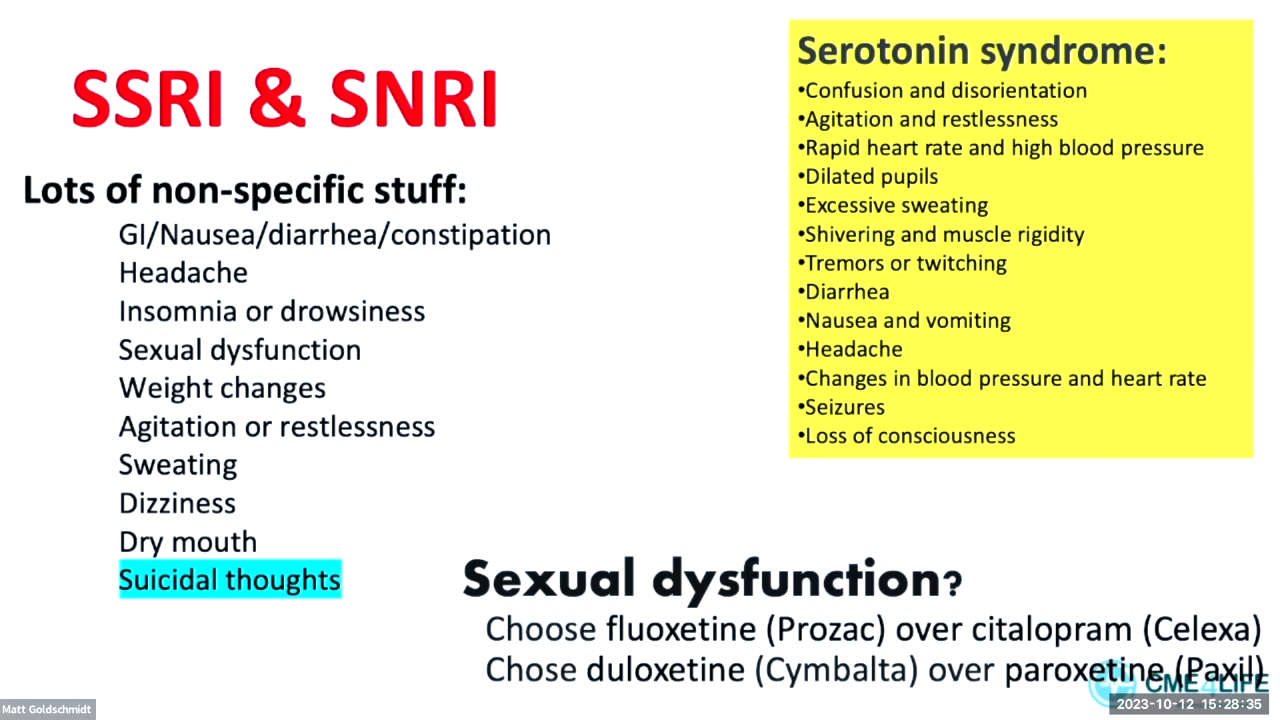 SSRI & SNRI
Lots of non-specific stuff:
GI/Nausea/diarrhea/constipation
Headache
Insomnia or drowsiness
Sexual dysfunction
Weight changes
Agitation or restlessness
Sweating
Dizziness
Dry mouth
Suicidal thoughts
Serotonin syndrome:
•Confusion and disorientation
•Agitation and restlessness
•Rapid heart rate and high blood pressure
•Dilated pupils
•Excessive sweating
•Shivering and muscle rigidity
•Tremors or twitching
•Diarrhea
•Nausea and vomiting
•Headache
•Changes in blood pressure and heart rate
•Seizures
•Loss of consciousness
Sexual dysfunction?
Choose fluoxetine (Prozac) over citalopram (Celexa)
Chose duloxetine (Cymbalta) over paroxetine (Paxil)
CME4LIFE
Matt Goldschmidt
2023-10-12 15:28:35